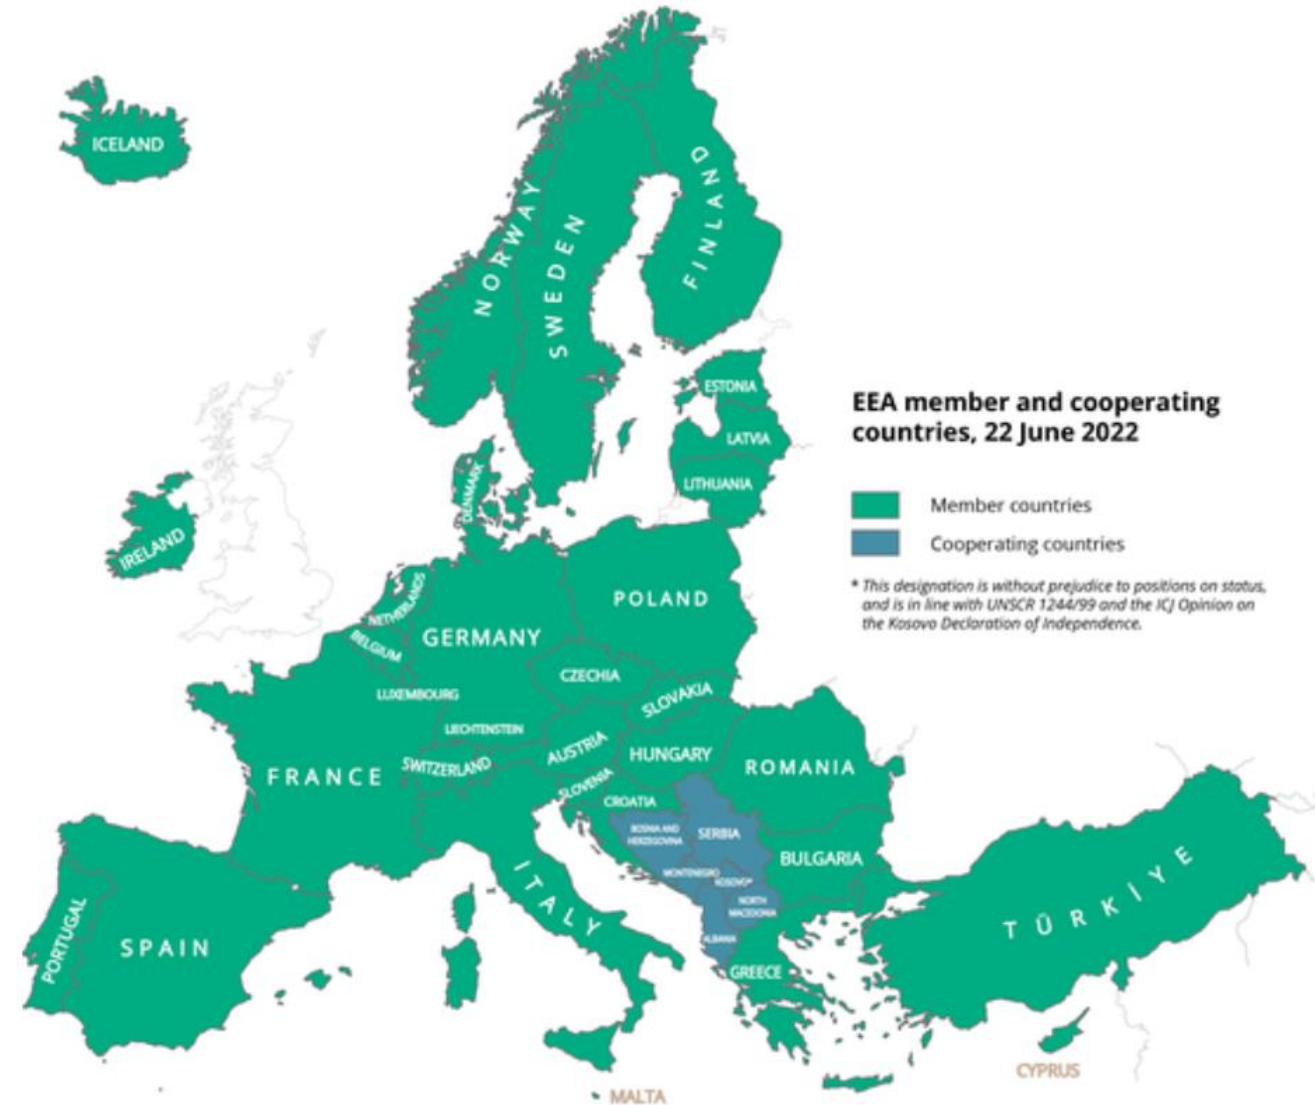 ICELAND
NORWAY
SWEDEN
FINLAND
ESTONIA
LATVIA
LITHUANIA
DENMARK
IRELAND
NETHERLANDS
BELGIUM
GERMANY
POLAND
LUXEMBOURG
CZECHIA
SLOVAKIA
LIECHTENSTEIN
SWITZERLAND
AUSTRIA
HUNGARY
ROMANIA
FRANCE
SLOVENIA
CROATIA
BOSNIA AND
HERZEGOVINA
SERBIA
MONTENEGRO
KOSOVO*
BULGARIA
NORTH
MACEDONIA
ALBANIA
ITALY
GREECE
TÜRKİYE
PORTUGAL
SPAIN
CYPRUS
MALTA
EEA member and cooperating
countries, 22 June 2022
Member countries
Cooperating countries
* This designation is without prejudice to positions on status,
and is in line with UNSCR 1244/99 and the ICJ Opinion on
the Kosovo Declaration of Independence.